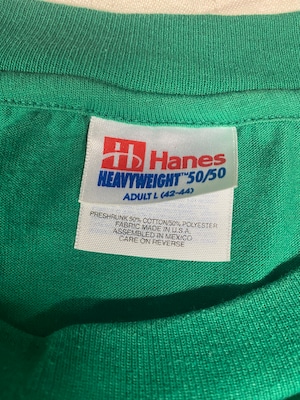 H Hanes
HEAVYWEIGHT™ 50/50
ADULT L (42-44)
PRESHRUNK 50% COTTON/50% POLYESTER
FABRIC MADE IN U.S.A.
ASSEMBLED IN MEXICO
CARE ON REVERSE